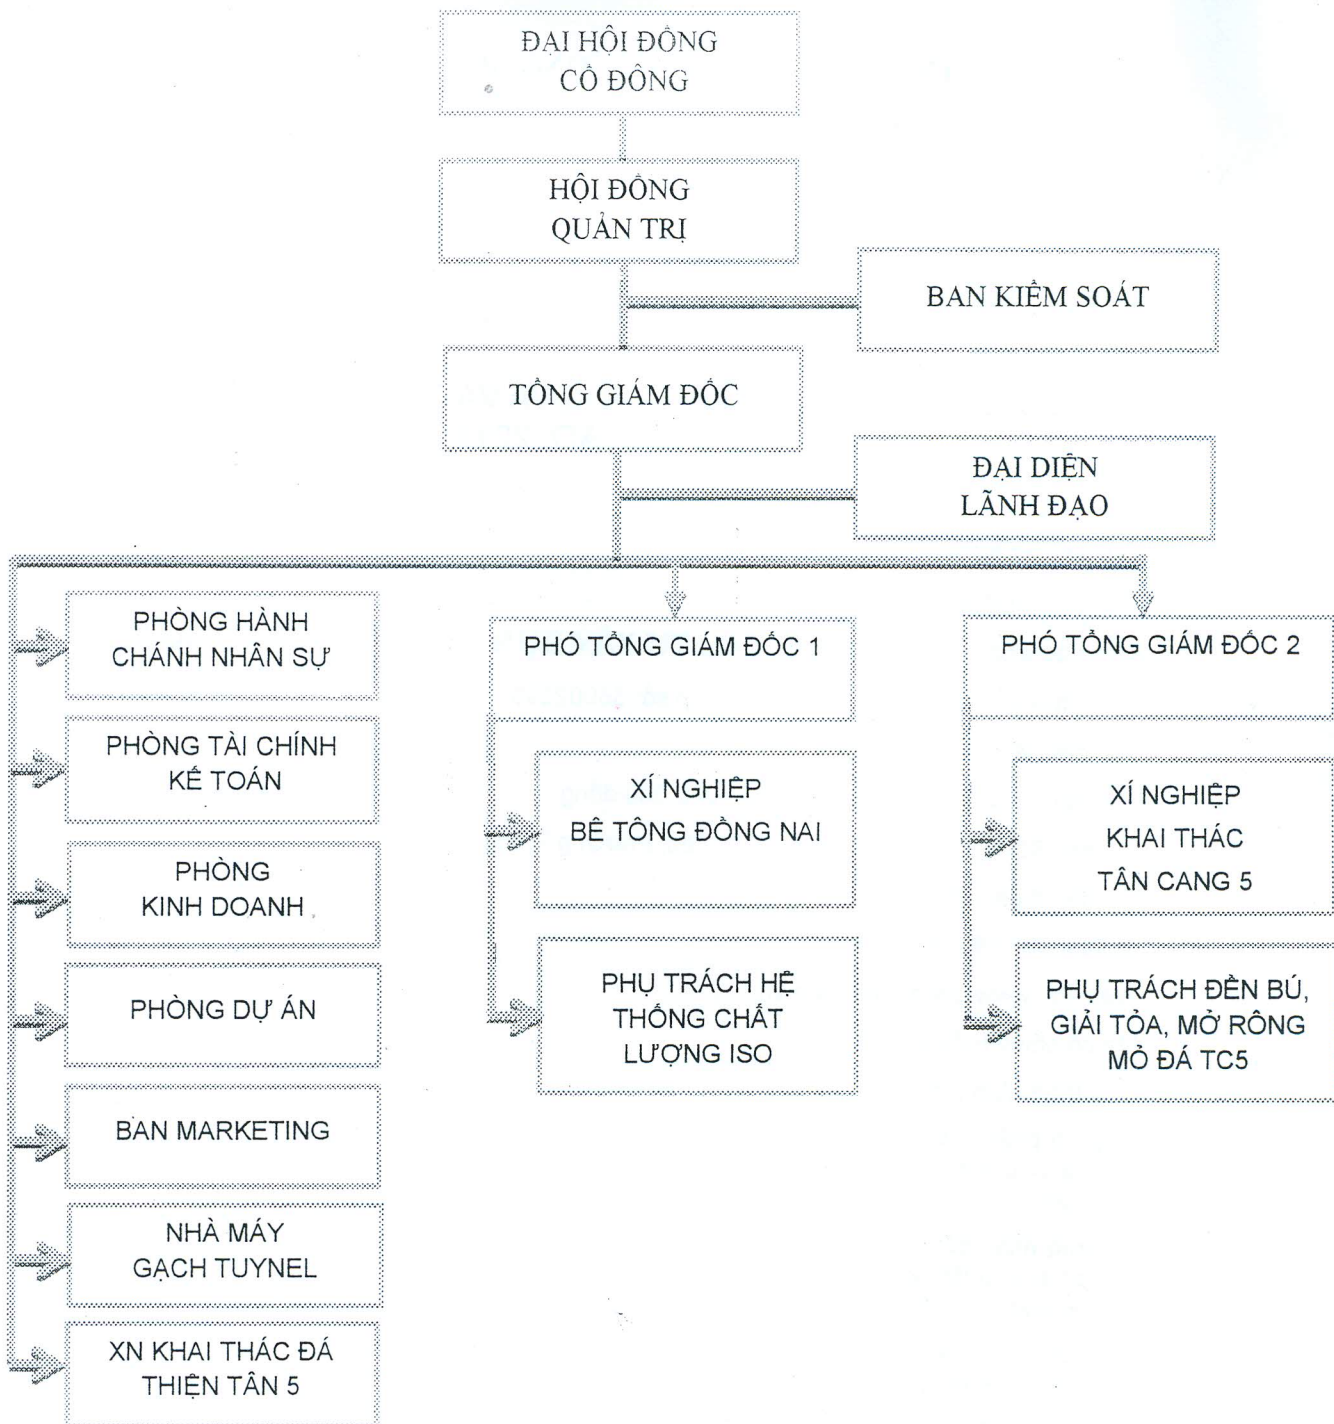 ĐẠI HỘI ĐỒNG
CỔ ĐÔNG
HỘI ĐỒNG
QUẢN TRỊ
BAN KIỂM SOÁT
TỔNG GIÁM ĐỐC
ĐẠI DIỆN
LÃNH ĐẠO
PHÒNG HÀNH
CHÁNH NHÂN SỰ
PHÒNG TÀI CHÍNH
KẾ TOÁN
PHÒNG
KINH DOANH
PHÒNG DỰ ÁN
BAN MARKETING
NHÀ MÁY
GẠCH TUYNEL
XN KHAI THÁC ĐÁ
THIỆN TÂN 5
PHÓ TỔNG GIÁM ĐỐC 1
XÍ NGHIỆP
BÊ TÔNG ĐỒNG NAI
PHỤ TRÁCH HỆ
THỐNG CHẤT
LƯỢNG ISO
PHÓ TỔNG GIÁM ĐỐC 2
XÍ NGHIỆP
KHAI THÁC
TÂN CANG 5
PHỤ TRÁCH ĐỀN BÚ,
GIẢI TỎA, MỞ RÔNG
MỎ ĐÁ TC5